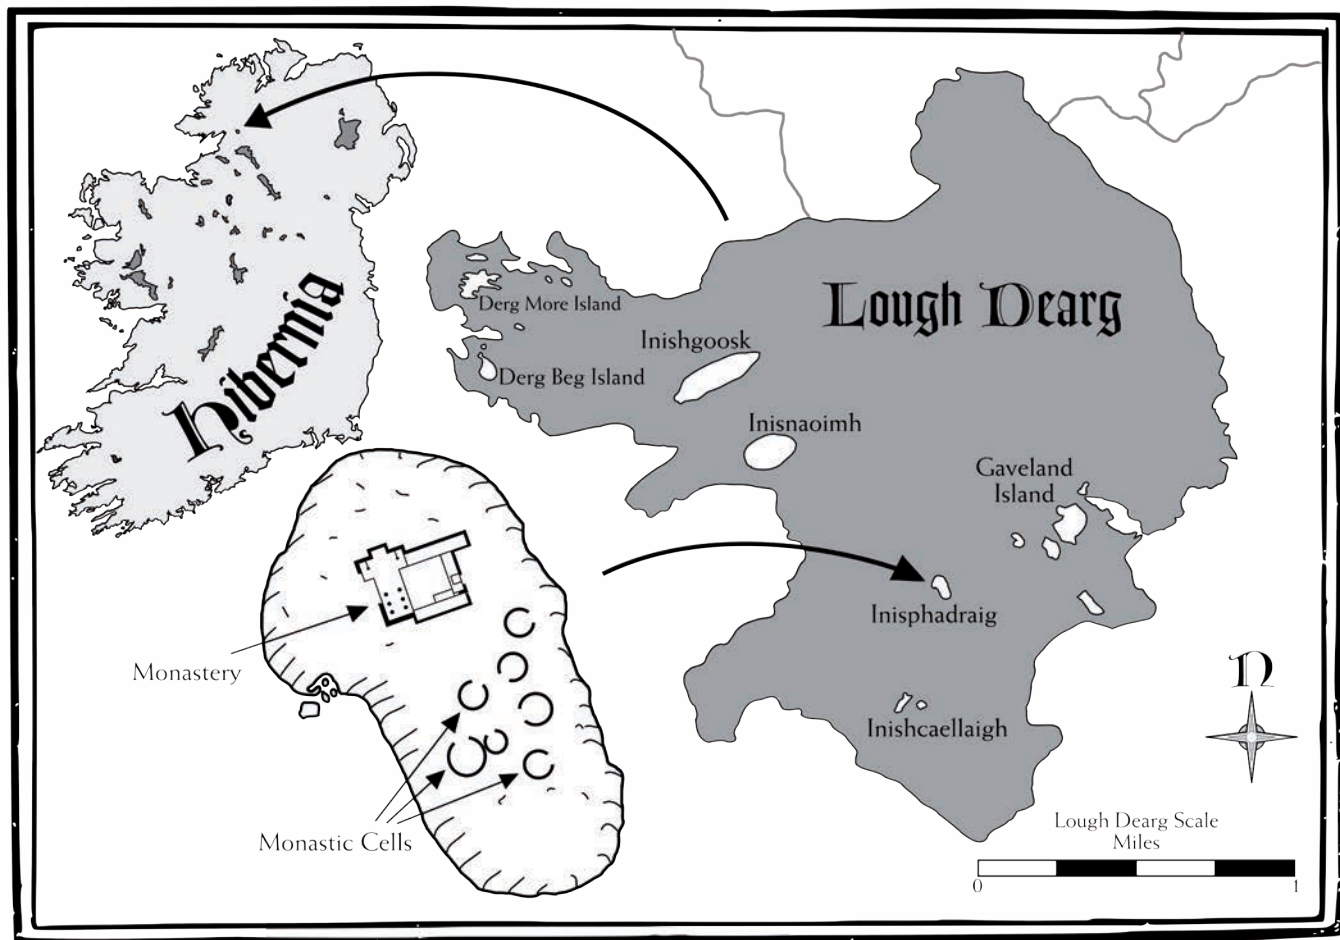 Hibernia
Lough Dearg
Derg More Island
Inishgoosk
Derg Beg Island
Inisnaoimh
Gaveland
Island
Inisphadraig
Monastery
Inishcaellaigh
Monastic Cells
N
Lough Dearg Scale
Miles
0 1